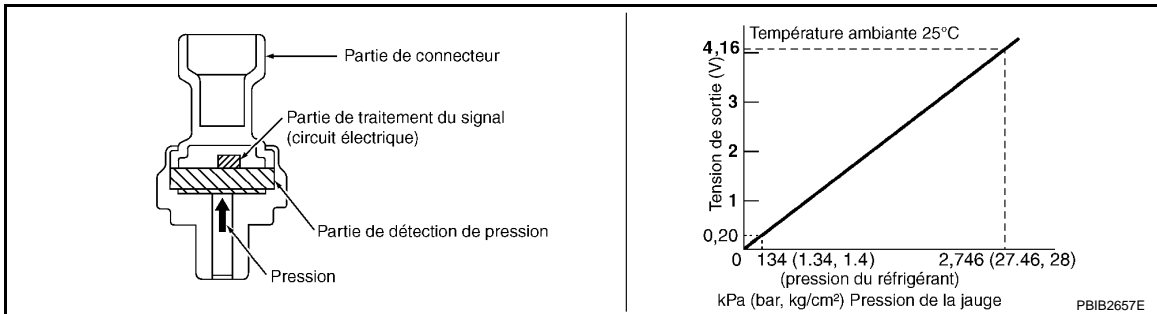 Partie de connecteur
Partie de traitement du signal
(circuit électrique)
Partie de détection de pression
Pression
Température ambiante 25°C
Tension de sortie (V)
4,16
3
2
1
0,20
0 134 (1.34, 1.4) 2,746 (27.46, 28)
(pression du réfrigérant)
kPa (bar, kg/cm²) Pression de la jauge
PBIB2657E